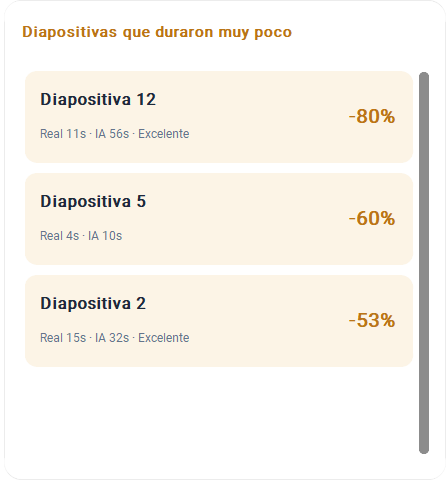 Diapositivas que duraron muy poco
Diapositiva 12
-80%
Real 11s · IA 56s · Excelente
Diapositiva 5
-60%
Real 4s · IA 10s
Diapositiva 2
-53%
Real 15s · IA 32s · Excelente